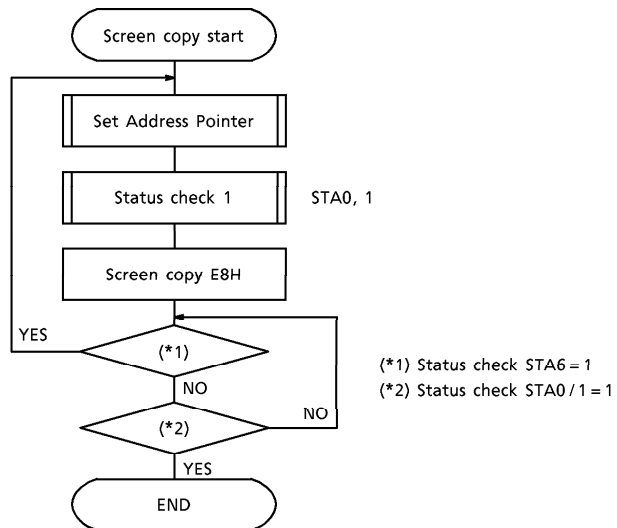 Screen copy start
Set Address Pointer
Status check 1
STA0, 1
Screen copy E8H
YES
(*1)
(*1) Status check STA6 = 1
NO
(*2) Status check STA0 / 1 = 1
NO
(*2)
YES
END